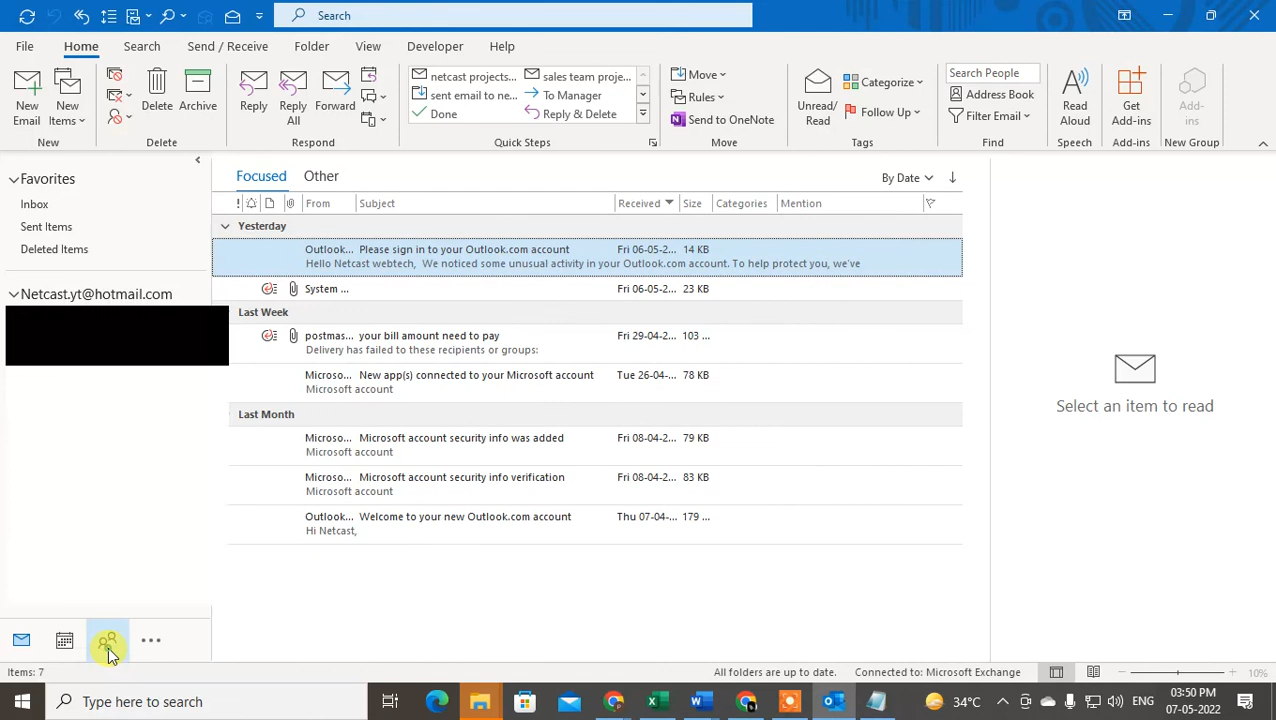 Search
File Home Search Send / Receive Folder View Developer Help
New Email
New Items
Delete
Archive
Reply
Reply All
Forward
netcast projects...
sent email to ne...
Done
sales team proje...
To Manager
Reply & Delete
Move
Rules
Send to OneNote
Unread/ Read
Categorize
Follow Up
Search People
Address Book
Filter Email
Read Aloud
Get Add-ins
Add-ins
New Delete Respond Quick Steps Move Tags Find Speech Add-ins New Group
Favorites
Inbox
Sent Items
Deleted Items
Netcast.yt@hotmail.com
Focused Other By Date
! From Subject Received Size Categories Mention
Yesterday
Outlook... Please sign in to your Outlook.com account Fri 06-05-2... 14 KB
Hello Netcast webtech, We noticed some unusual activity in your Outlook.com account. To help protect you, we've
System ... Fri 06-05-2... 23 KB
Last Week
postmas... your bill amount need to pay Fri 29-04-2... 103 ...
Delivery has failed to these recipients or groups:
Microso... New app(s) connected to your Microsoft account Tue 26-04-... 78 KB
Microsoft account
Last Month
Microso... Microsoft account security info was added Fri 08-04-2... 79 KB
Microsoft account
Microso... Microsoft account security info verification Fri 08-04-2... 83 KB
Microsoft account
Outlook... Welcome to your new Outlook.com account Thu 07-04-... 179 ...
Hi Netcast,
Select an item to read
Items: 7 All folders are up to date. Connected to: Microsoft Exchange 10%
Type here to search 34°C ENG 03:50 PM
07-05-2022